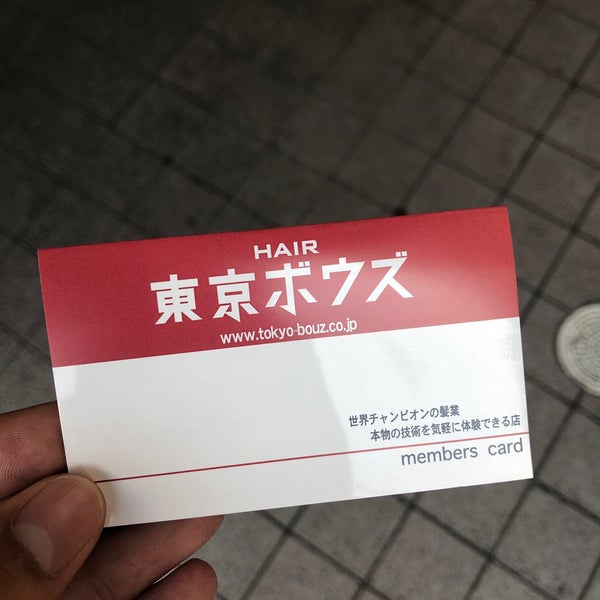 HAIR
東京ボウズ
www.tokyo-bouz.co.jp
世界チャンピオンの髪業
本物の技術を気軽に体験できる店
members card